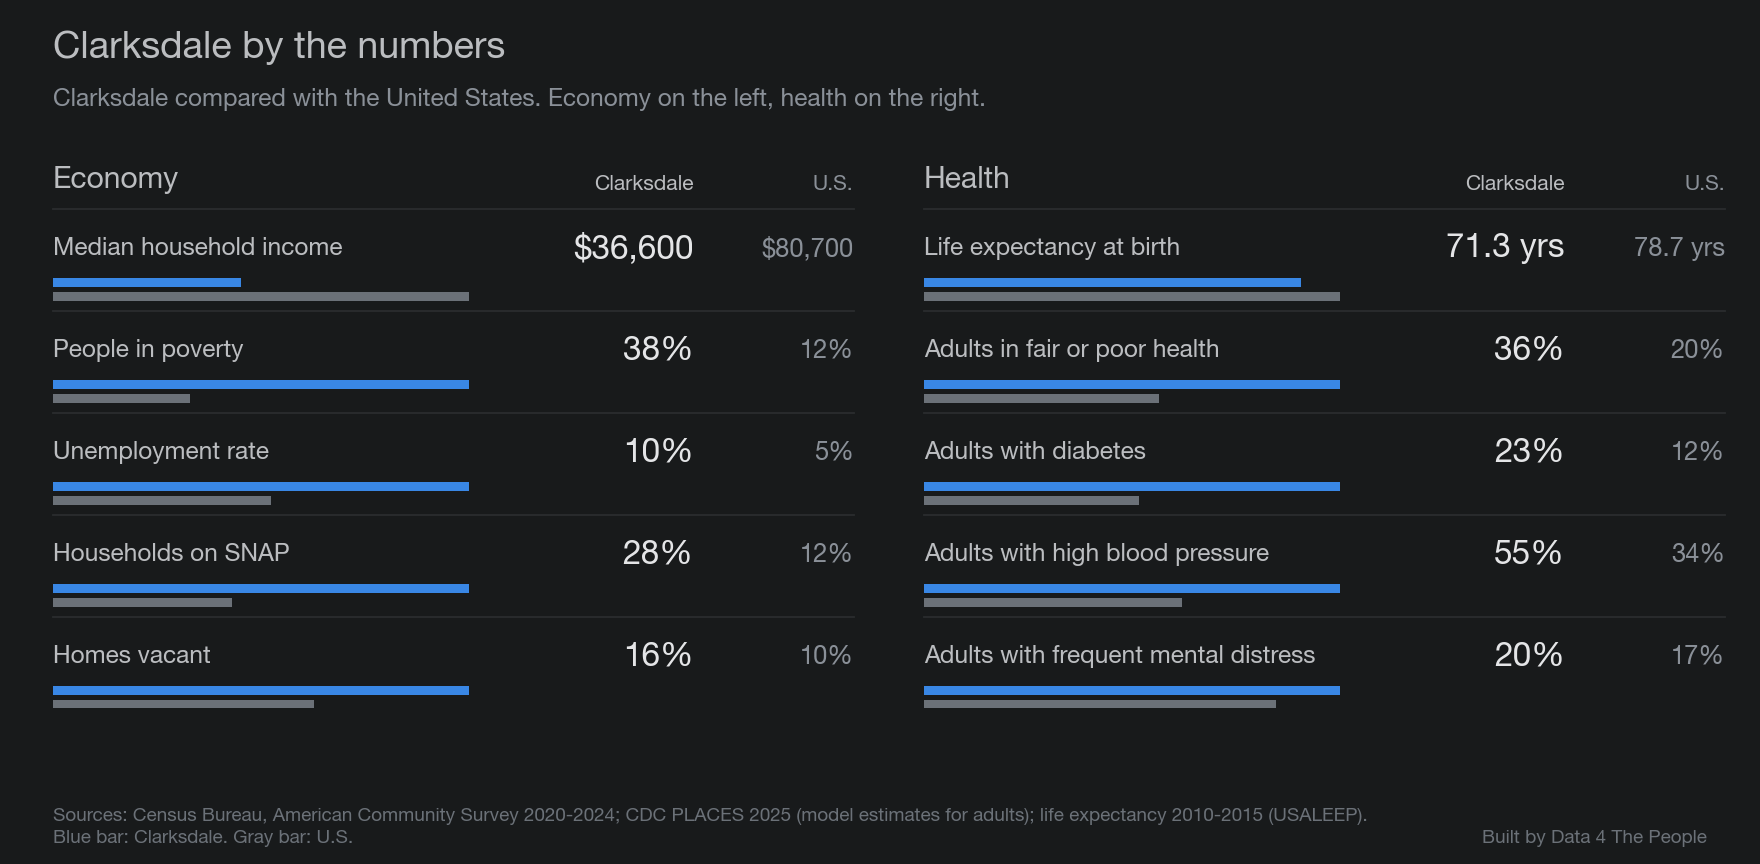 Clarksdale by the numbers
Clarksdale compared with the United States. Economy on the left, health on the right.
Economy Clarksdale U.S.
Median household income $36,600 $80,700
People in poverty 38% 12%
Unemployment rate 10% 5%
Households on SNAP 28% 12%
Homes vacant 16% 10%
Health Clarksdale U.S.
Life expectancy at birth 71.3 yrs 78.7 yrs
Adults in fair or poor health 36% 20%
Adults with diabetes 23% 12%
Adults with high blood pressure 55% 34%
Adults with frequent mental distress 20% 17%
Sources: Census Bureau, American Community Survey 2020-2024; CDC PLACES 2025 (model estimates for adults); life expectancy 2010-2015 (USALEEP).
Blue bar: Clarksdale. Gray bar: U.S.
Built by Data 4 The People